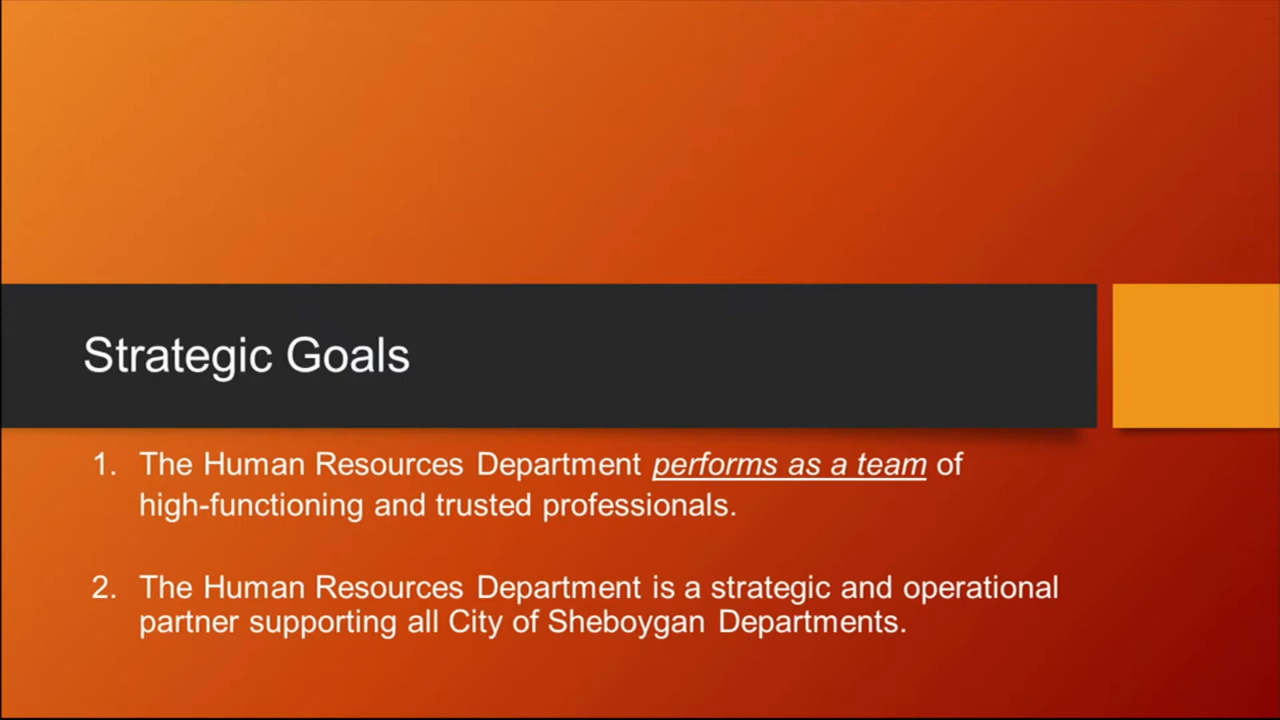 Strategic Goals
1. The Human Resources Department performs as a team of
high-functioning and trusted professionals.
2. The Human Resources Department is a strategic and operational
partner supporting all City of Sheboygan Departments.